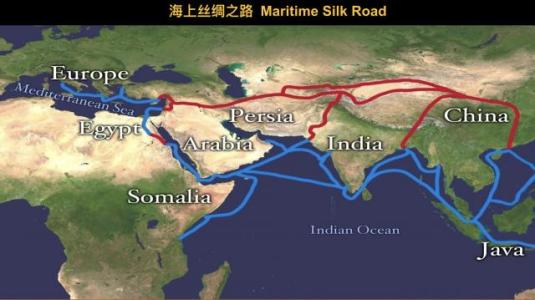 海上丝绸之路 Maritime Silk Road
Europe
Mediterranean Sea
Persia
China
Egypt
Arabia
India
Somalia
Indian Ocean
Java